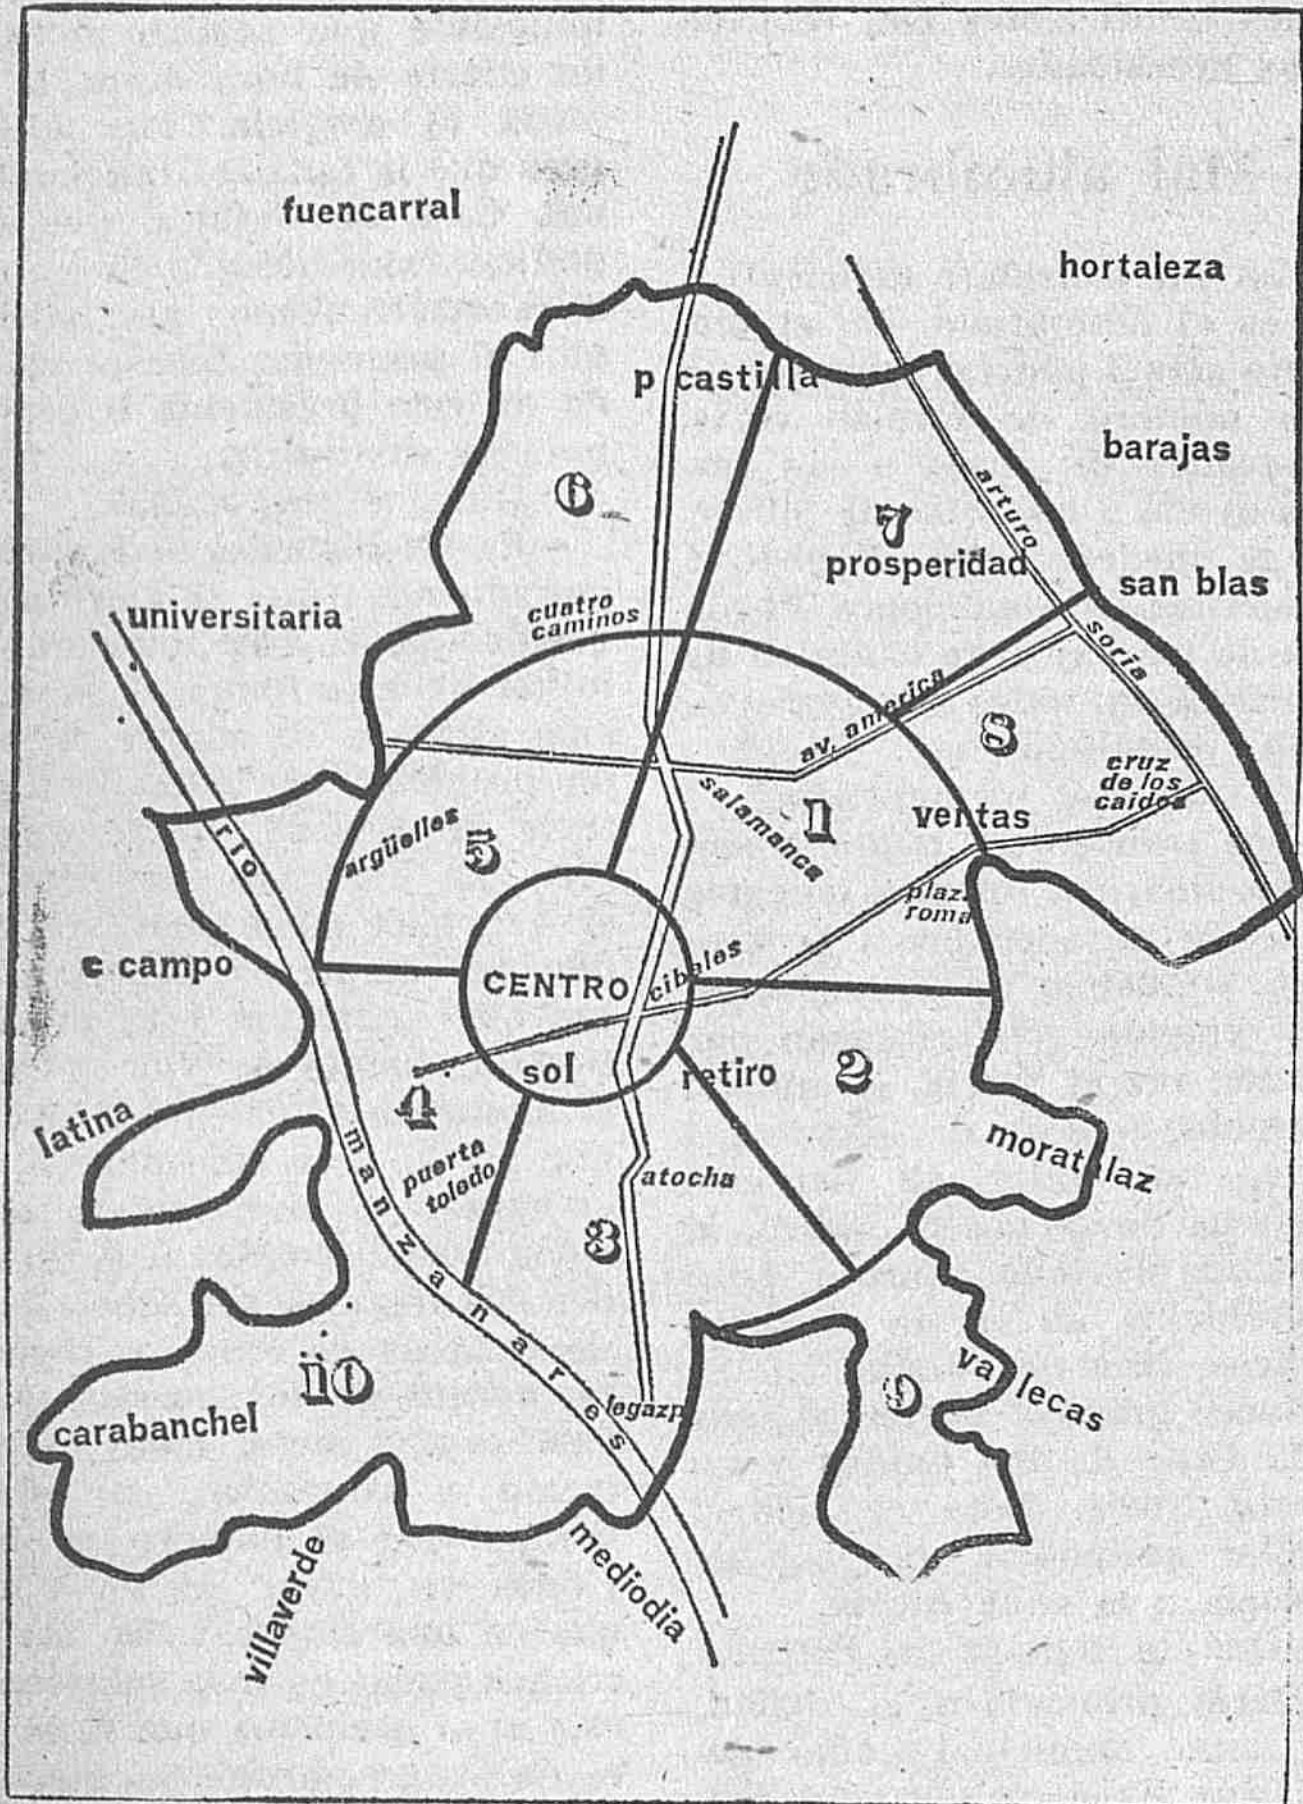 fuencarral
hortaleza
p castilla
barajas
6
arturo
7
prosperidad
san blas
universitaria
cuatro
caminos
soria
av. america
8
cruz
de los
caidos
salamanca
1
ventas
argüelles
5
rio
plaza
roma
c campo
CENTRO
cibeles
sol
retiro
2
4
latina
manzanares
puerta
toledo
moratalaz
atocha
3
10
vallecas
9
legazpi
carabanchel
villaverde
mediodia